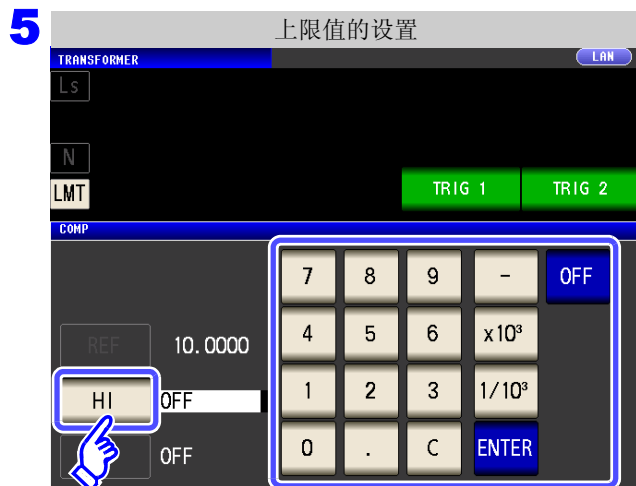 5
上限值的设置
TRANSFORMER LAN
Ls
N
LMT TRIG 1 TRIG 2
COMP
7 8 9 - OFF
REF 10.0000 4 5 6 x10³
HI OFF 1 2 3 1/10³
OFF 0 . C ENTER